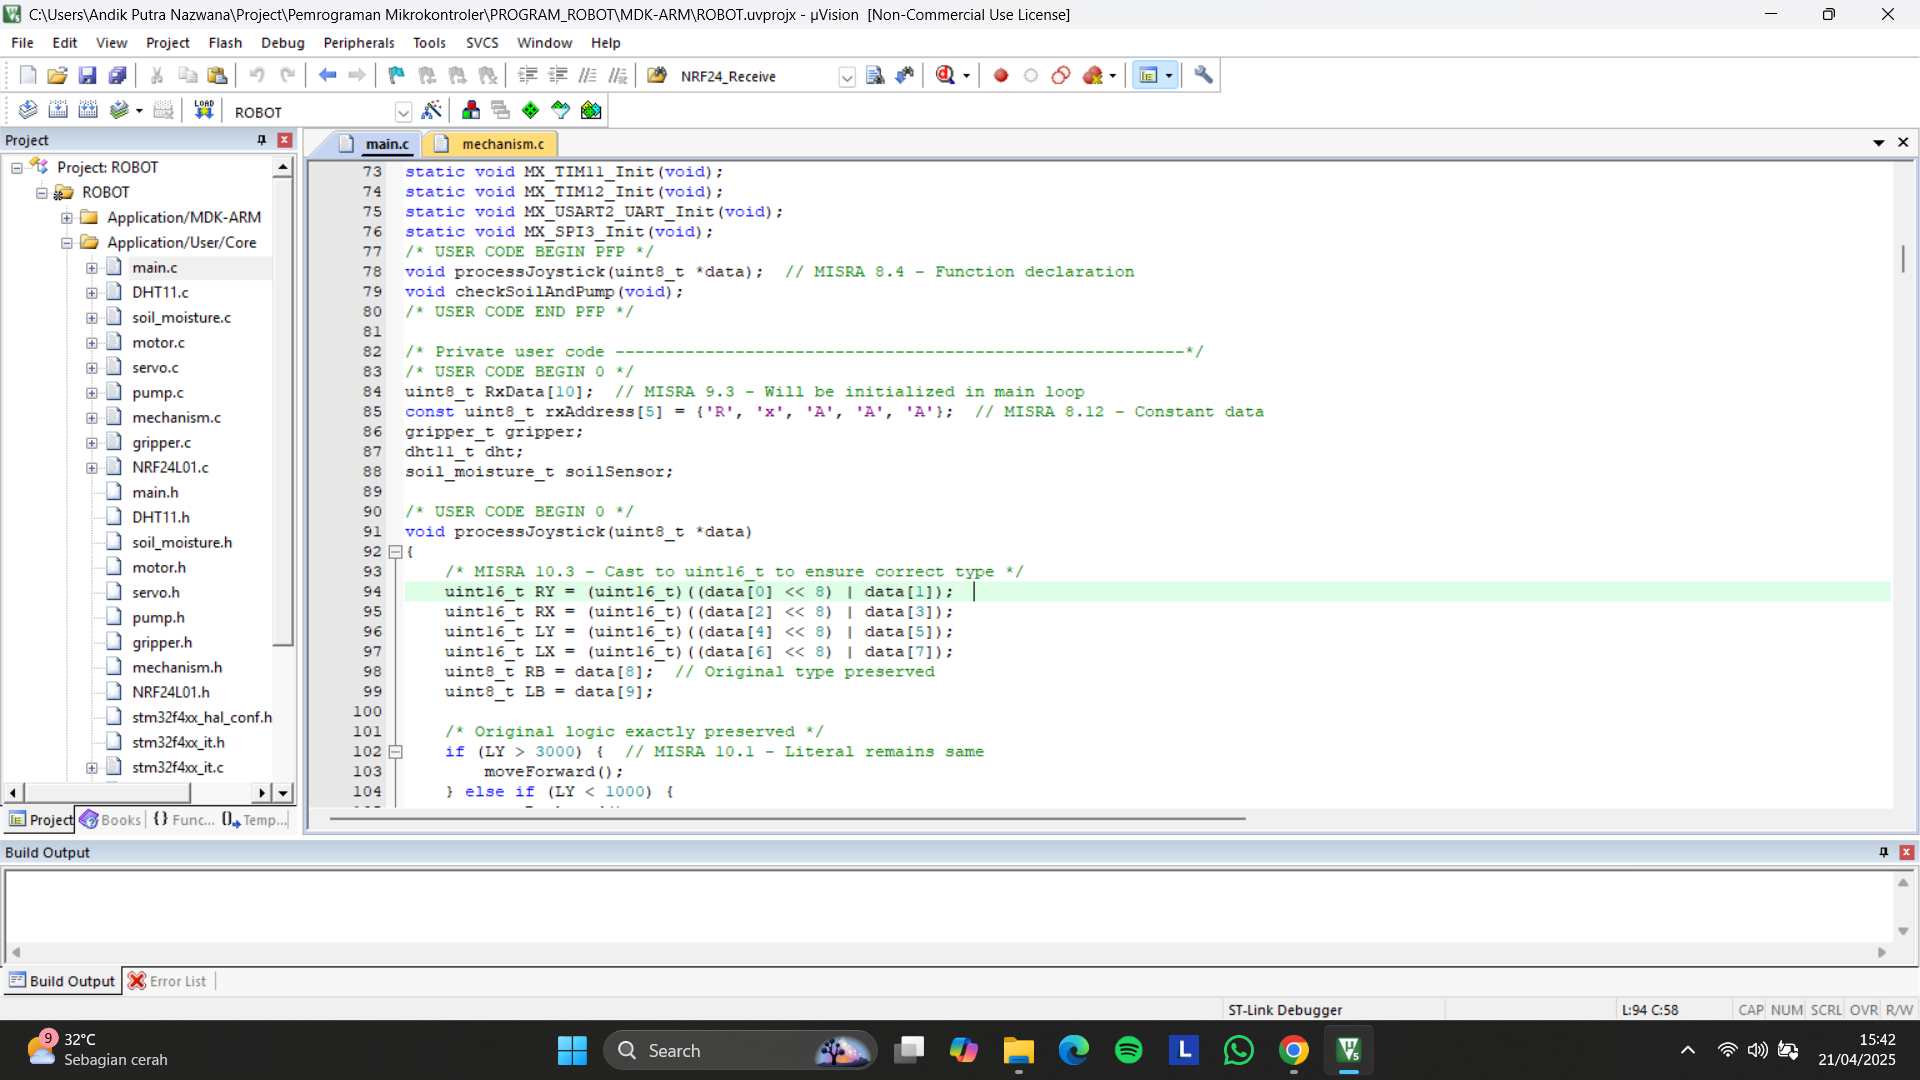 C:\Users\Andik Putra Nazwana\Project\Pemrograman Mikrokontroler\PROGRAM_ROBOT\MDK-ARM\ROBOT.uvprojx - µVision  [Non-Commercial Use License]
File Edit View Project Flash Debug Peripherals Tools SVCS Window Help
NRF24_Receive
LOAD ROBOT
Project
main.c mechanism.c
Project: ROBOT
ROBOT
Application/MDK-ARM
Application/User/Core
main.c
DHT11.c
soil_moisture.c
motor.c
servo.c
pump.c
mechanism.c
gripper.c
NRF24L01.c
main.h
DHT11.h
soil_moisture.h
motor.h
servo.h
pump.h
gripper.h
mechanism.h
NRF24L01.h
stm32f4xx_hal_conf.h
stm32f4xx_it.h
stm32f4xx_it.c
Project Books {} Func... Temp...
73 static void MX_TIM11_Init(void);
74 static void MX_TIM12_Init(void);
75 static void MX_USART2_UART_Init(void);
76 static void MX_SPI3_Init(void);
77 /* USER CODE BEGIN PFP */
78 void processJoystick(uint8_t *data);  // MISRA 8.4 - Function declaration
79 void checkSoilAndPump(void);
80 /* USER CODE END PFP */
81
82 /* Private user code ---------------------------------------------------------*/
83 /* USER CODE BEGIN 0 */
84 uint8_t RxData[10];  // MISRA 9.3 - Will be initialized in main loop
85 const uint8_t rxAddress[5] = {'R', 'x', 'A', 'A', 'A'};  // MISRA 8.12 - Constant data
86 gripper_t gripper;
87 dht11_t dht;
88 soil_moisture_t soilSensor;
89
90 /* USER CODE BEGIN 0 */
91 void processJoystick(uint8_t *data)
92 {
93     /* MISRA 10.3 - Cast to uint16_t to ensure correct type */
94     uint16_t RY = (uint16_t)((data[0] << 8) | data[1]);
95     uint16_t RX = (uint16_t)((data[2] << 8) | data[3]);
96     uint16_t LY = (uint16_t)((data[4] << 8) | data[5]);
97     uint16_t LX = (uint16_t)((data[6] << 8) | data[7]);
98     uint8_t RB = data[8];  // Original type preserved
99     uint8_t LB = data[9];
100
101     /* Original logic exactly preserved */
102     if (LY > 3000) {  // MISRA 10.1 - Literal remains same
103         moveForward();
104     } else if (LY < 1000) {
Build Output
Build Output Error List
ST-Link Debugger L:94 C:58 CAP NUM SCRL OVR R/W
9 32°C
Sebagian cerah
Search
L
15:42
21/04/2025